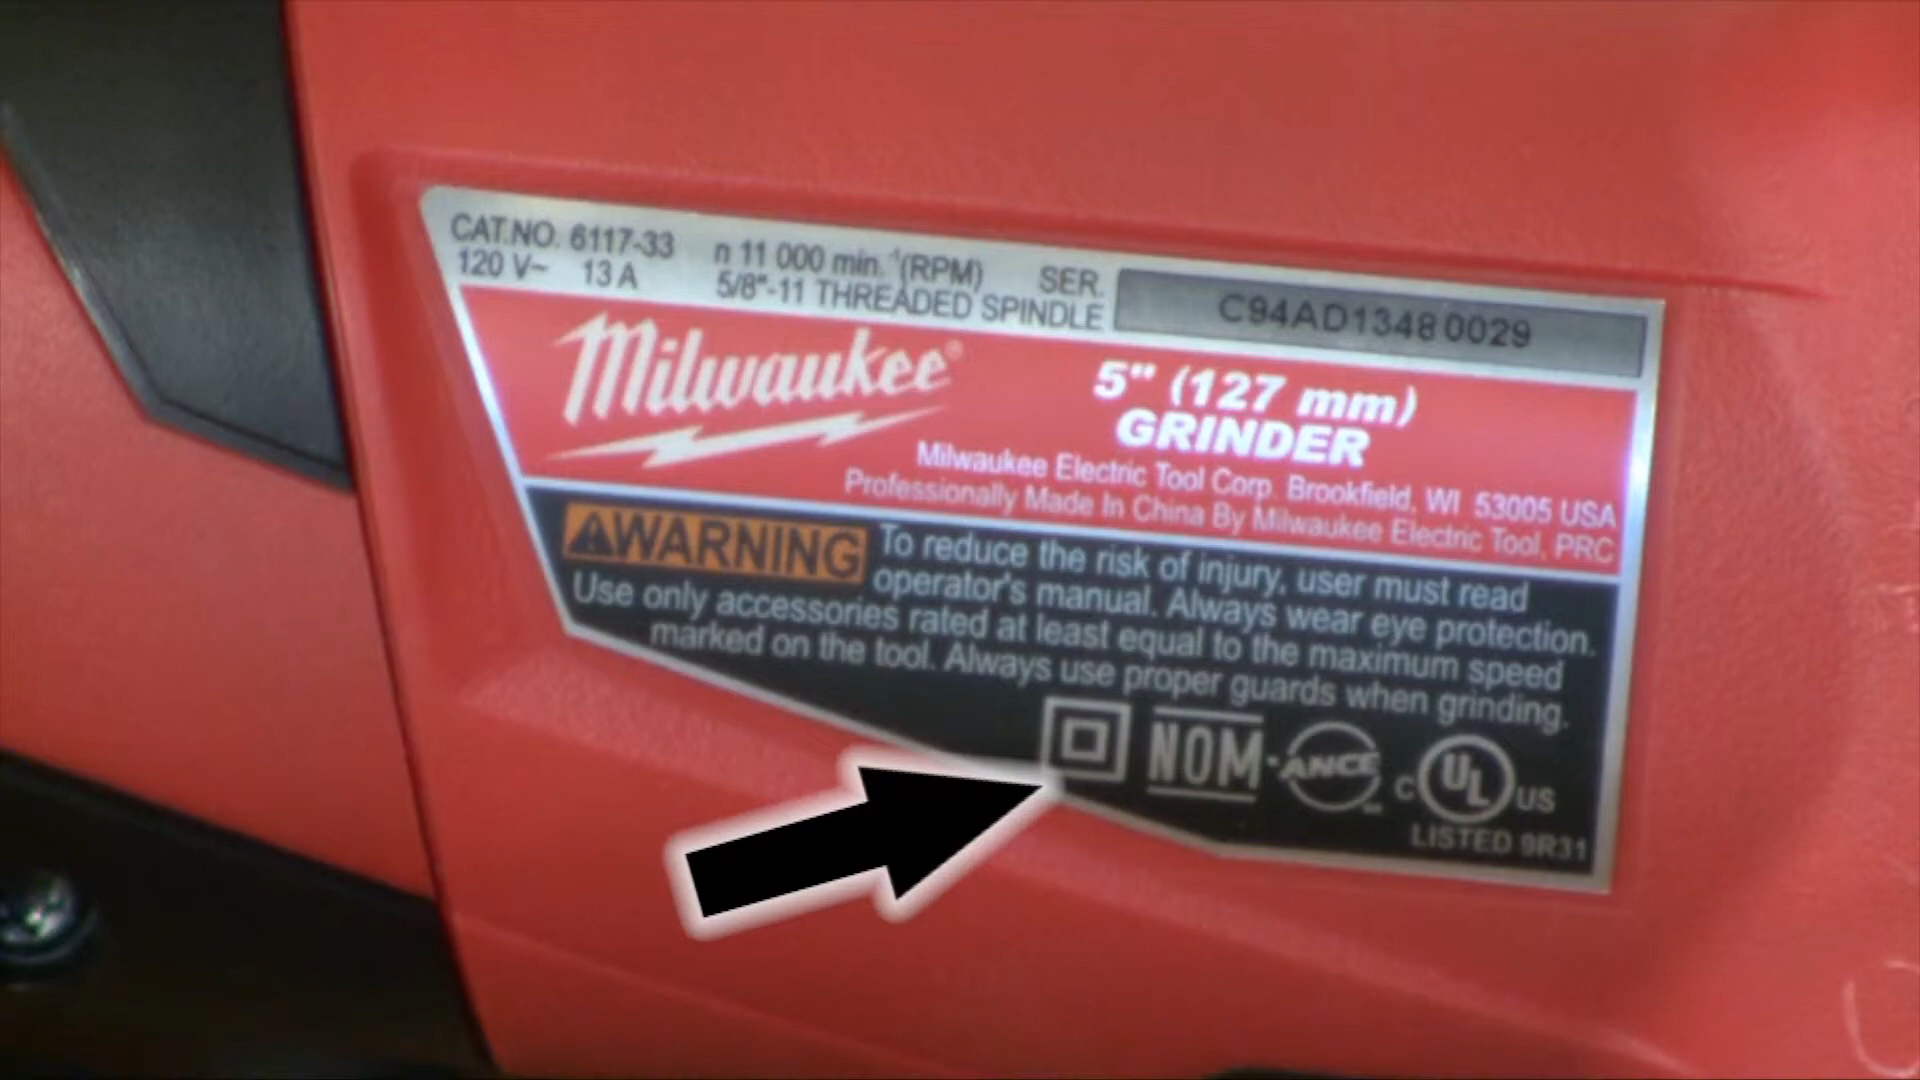 CAT.NO. 6117-33 n 11 000 min.⁻¹(RPM) SER. C94AD13480029
120 V~ 13 A 5/8"-11 THREADED SPINDLE
Milwaukee®
5" (127 mm)
GRINDER
Milwaukee Electric Tool Corp. Brookfield, WI 53005 USA
Professionally Made In China By Milwaukee Electric Tool, PRC
WARNING To reduce the risk of injury, user must read
operator's manual. Always wear eye protection.
Use only accessories rated at least equal to the maximum speed
marked on the tool. Always use proper guards when grinding.
NOM-ANCE C UL US
LISTED 9R31